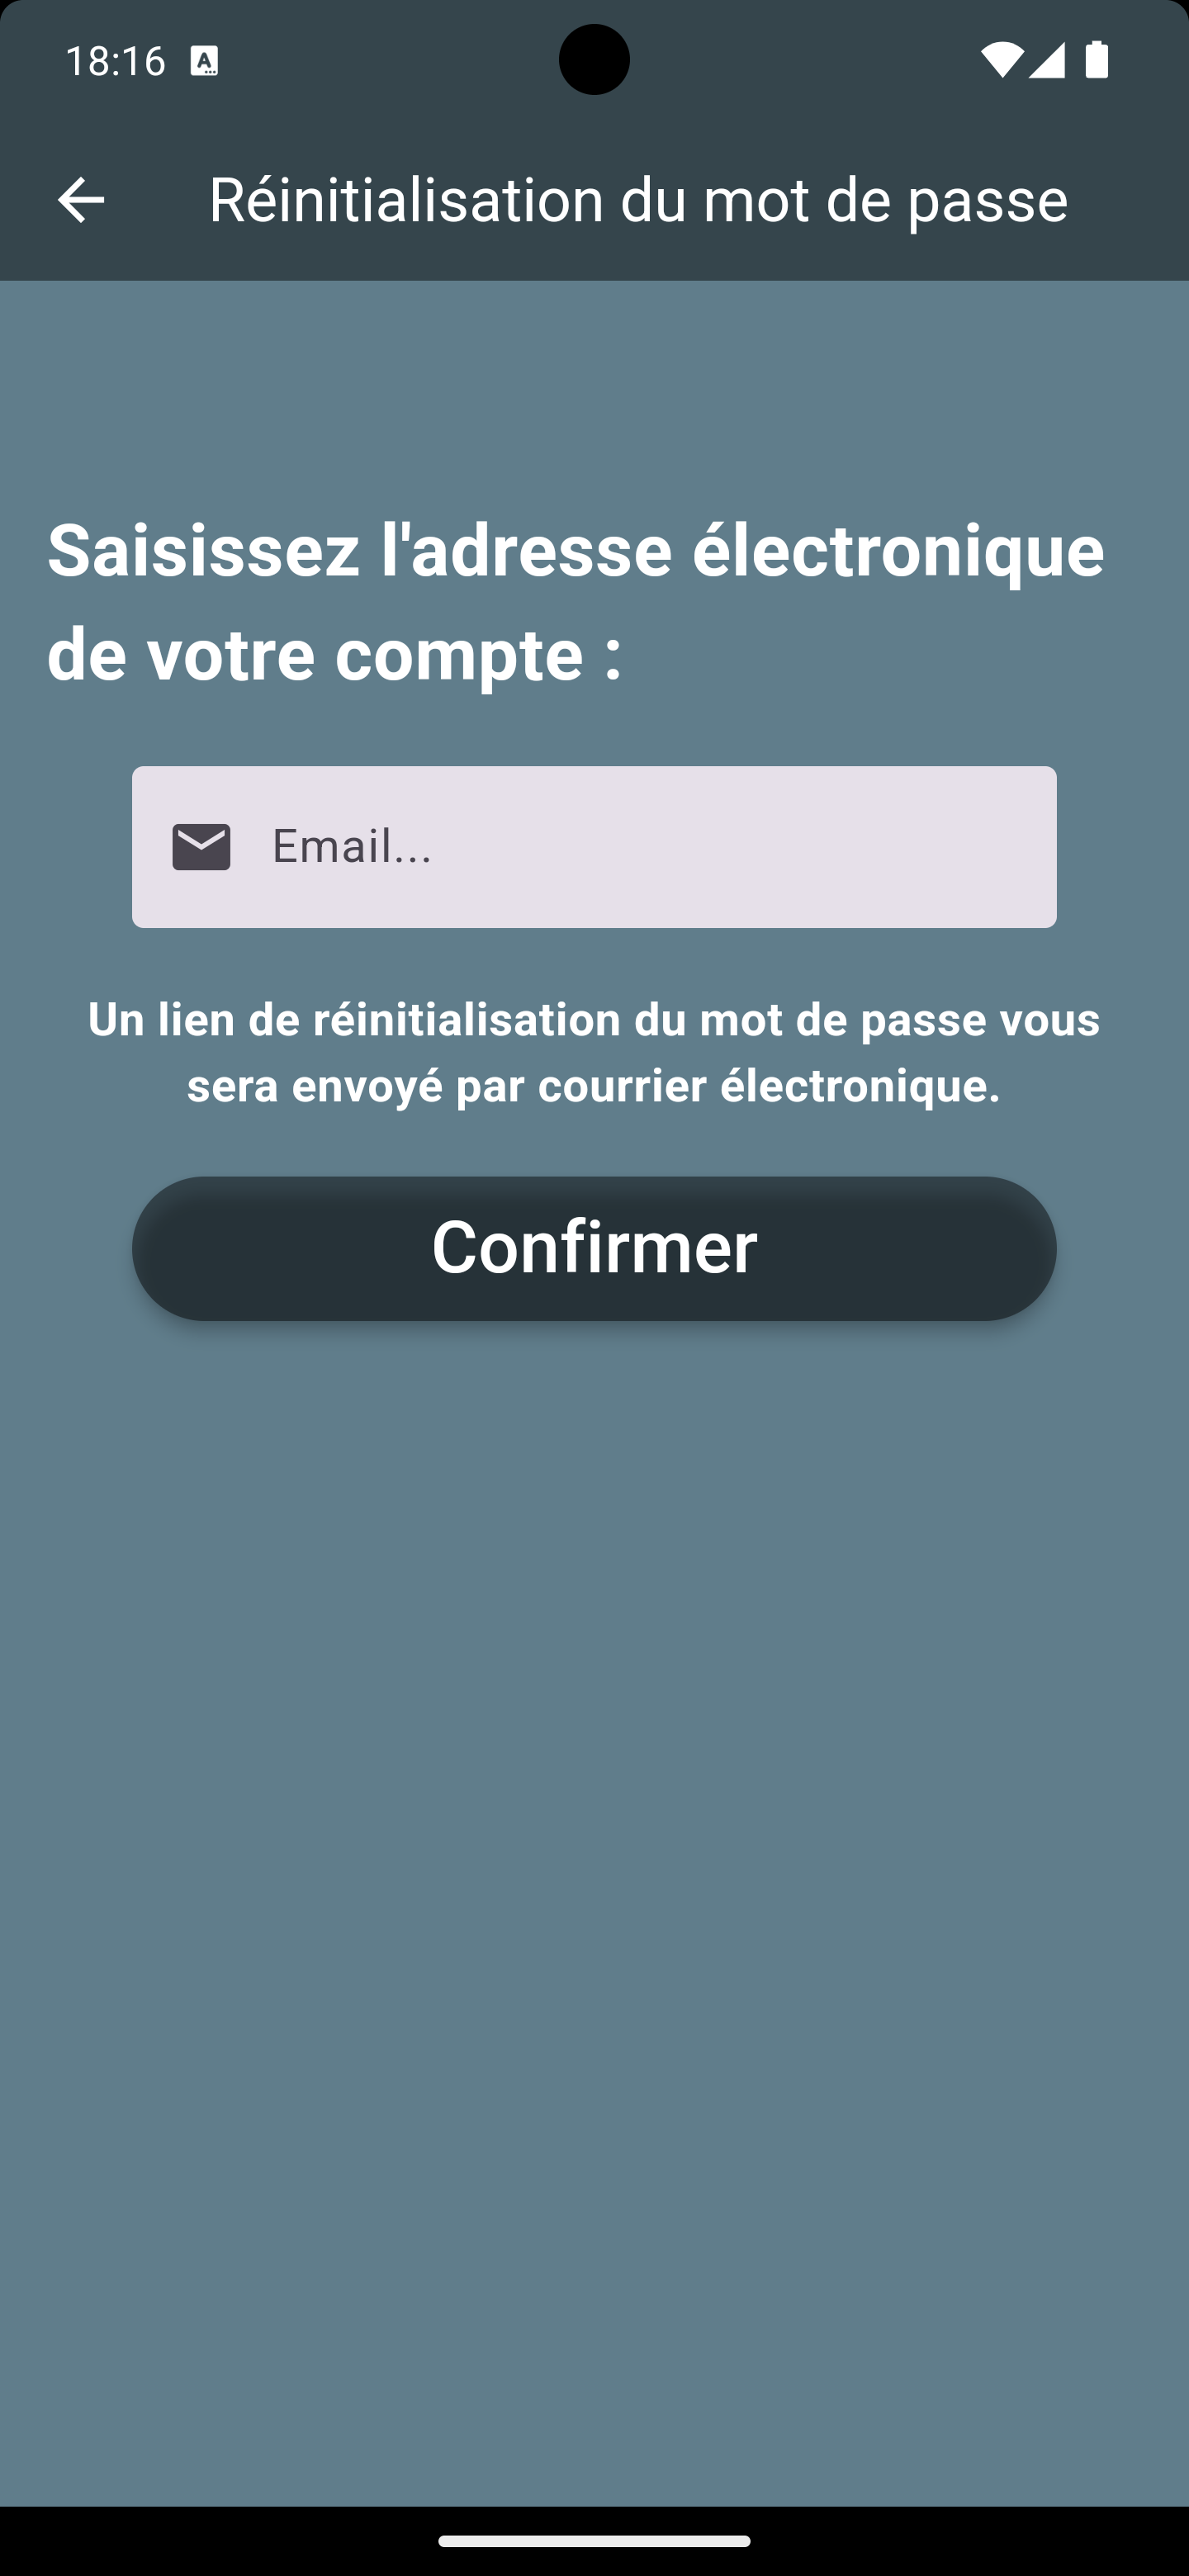 18:16
Réinitialisation du mot de passe
Saisissez l'adresse électronique
de votre compte :
Email...
Un lien de réinitialisation du mot de passe vous
sera envoyé par courrier électronique.
Confirmer